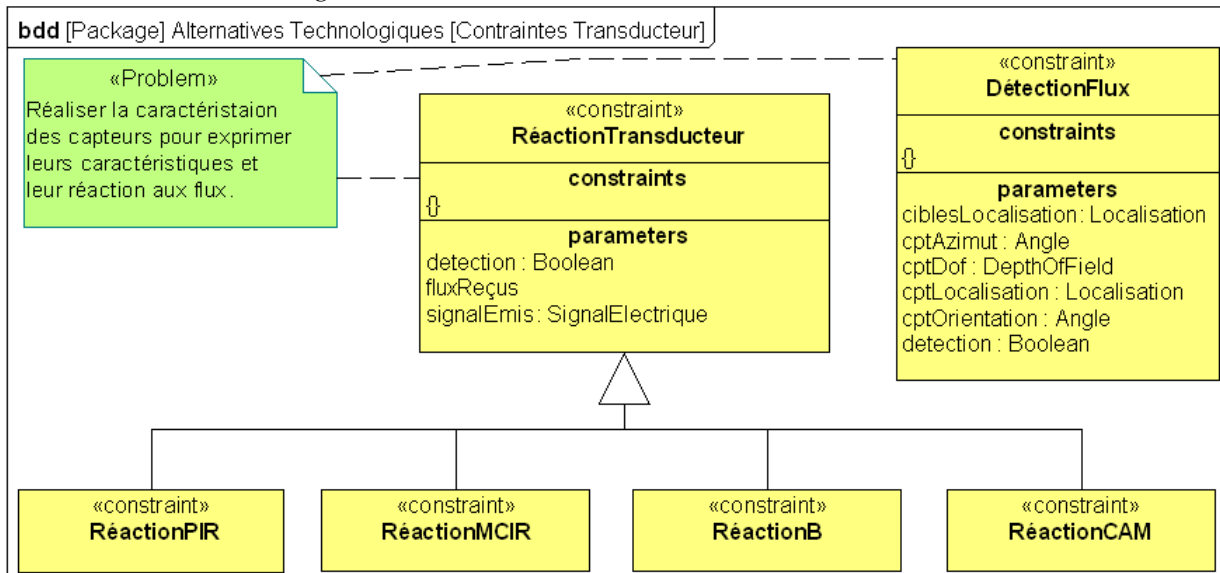 bdd [Package] Alternatives Technologiques [Contraintes Transducteur]
«Problem»
Réaliser la caractéristaion
des capteurs pour exprimer
leurs caractéristiques et
leur réaction aux flux.
«constraint»
RéactionTransducteur
constraints
{}
parameters
detection : Boolean
fluxReçus
signalEmis : SignalElectrique
«constraint»
DétectionFlux
constraints
{}
parameters
ciblesLocalisation : Localisation
cptAzimut : Angle
cptDof : DepthOfField
cptLocalisation : Localisation
cptOrientation : Angle
detection : Boolean
«constraint»
RéactionPIR
«constraint»
RéactionMCIR
«constraint»
RéactionB
«constraint»
RéactionCAM